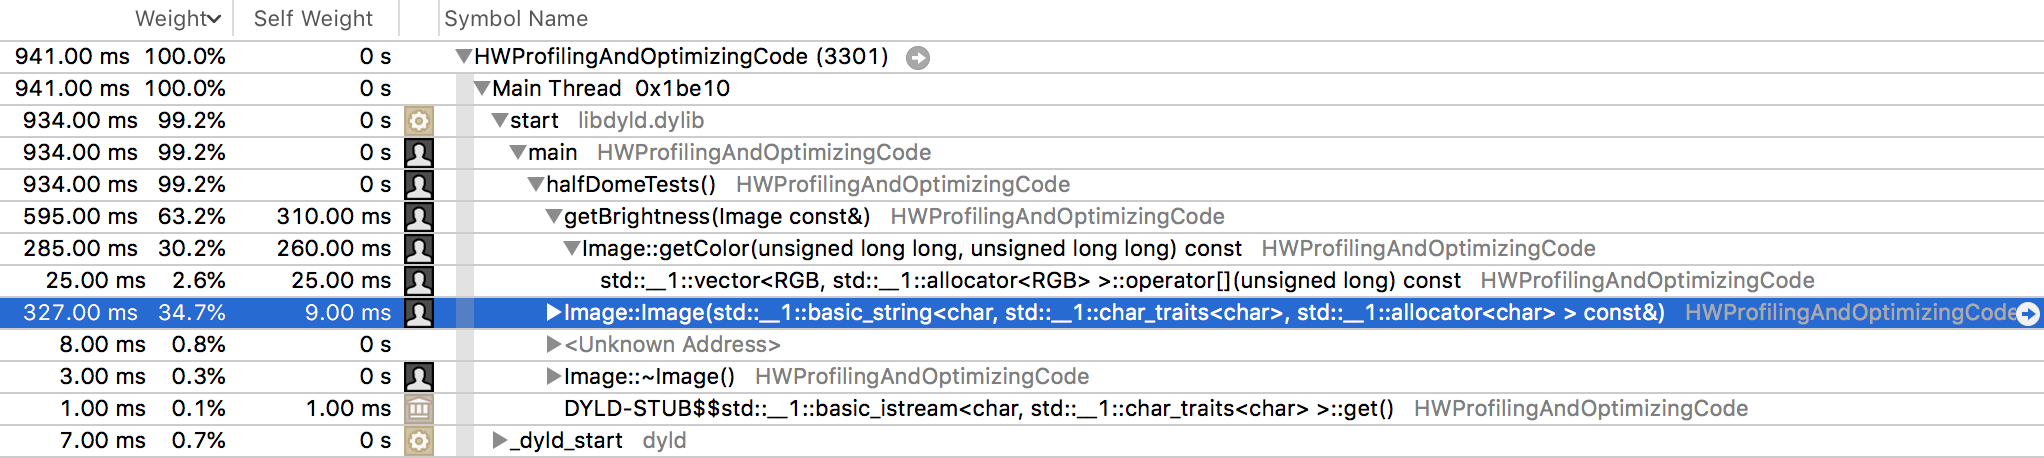 Weight Self Weight Symbol Name
941.00 ms 100.0% 0 s HWProfilingAndOptimizingCode (3301)
941.00 ms 100.0% 0 s Main Thread 0x1be10
934.00 ms 99.2% 0 s start libdyld.dylib
934.00 ms 99.2% 0 s main HWProfilingAndOptimizingCode
934.00 ms 99.2% 0 s halfDomeTests() HWProfilingAndOptimizingCode
595.00 ms 63.2% 310.00 ms getBrightness(Image const&) HWProfilingAndOptimizingCode
285.00 ms 30.2% 260.00 ms Image::getColor(unsigned long long, unsigned long long) const HWProfilingAndOptimizingCode
25.00 ms 2.6% 25.00 ms std::__1::vector<RGB, std::__1::allocator<RGB> >::operator[](unsigned long) const HWProfilingAndOptimizingCode
327.00 ms 34.7% 9.00 ms Image::Image(std::__1::basic_string<char, std::__1::char_traits<char>, std::__1::allocator<char> > const&) HWProfilingAndOptimizingCode
8.00 ms 0.8% 0 s <Unknown Address>
3.00 ms 0.3% 0 s Image::~Image() HWProfilingAndOptimizingCode
1.00 ms 0.1% 1.00 ms DYLD-STUB$$std::__1::basic_istream<char, std::__1::char_traits<char> >::get() HWProfilingAndOptimizingCode
7.00 ms 0.7% 0 s _dyld_start dyld